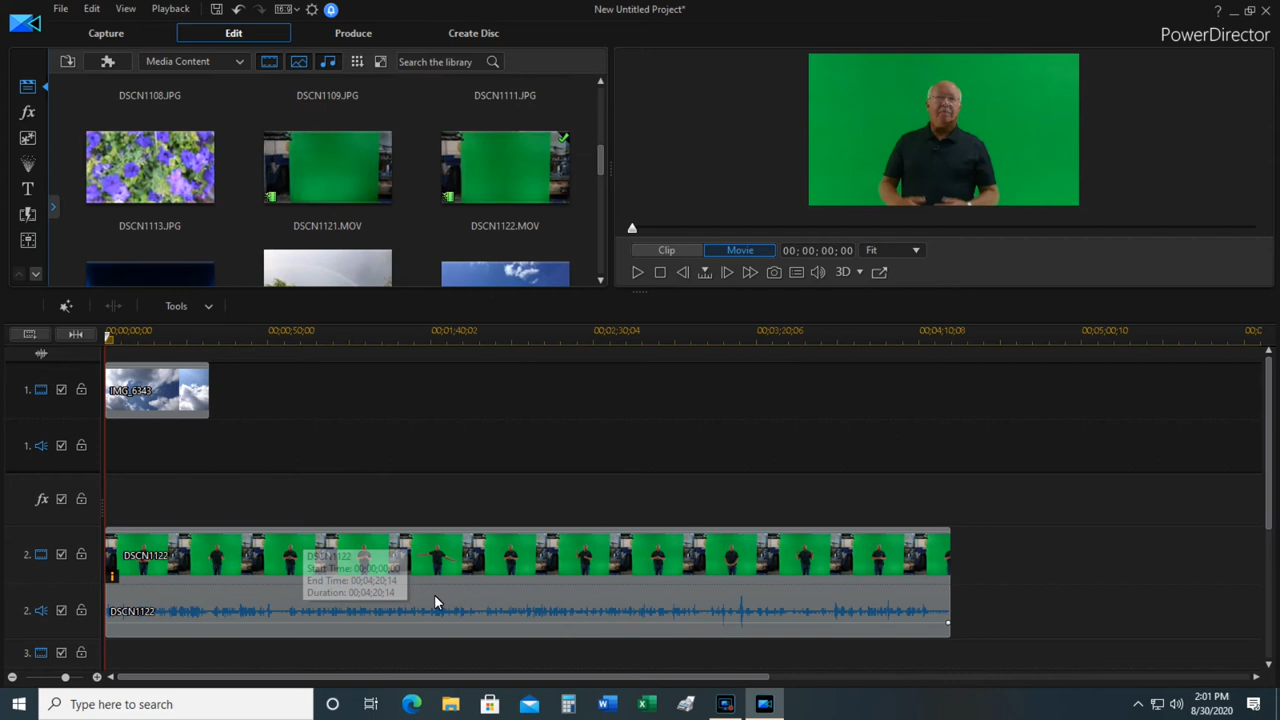 File Edit View Playback 16:9 New Untitled Project* ?
PowerDirector
Capture Edit Produce Create Disc
Media Content Search the library
DSCN1108.JPG DSCN1109.JPG DSCN1111.JPG
fx
T
DSCN1113.JPG DSCN1121.MOV DSCN1122.MOV
Clip Movie 00; 00; 00; 00 Fit
3D
Tools
00;00;00;00 00;00;50;00 00;01;40;02 00;02;30;04 00;03;20;06 00;04;10;08 00;05;00;10
1. IMG_6343
1.
fx
2. DSCN1122
DSCN1122
Start Time: 00;00;00;00
End Time: 00;04;20;14
Duration: 00;04;20;14
2. DSCN1122
3.
Type here to search
2:01 PM
8/30/2020